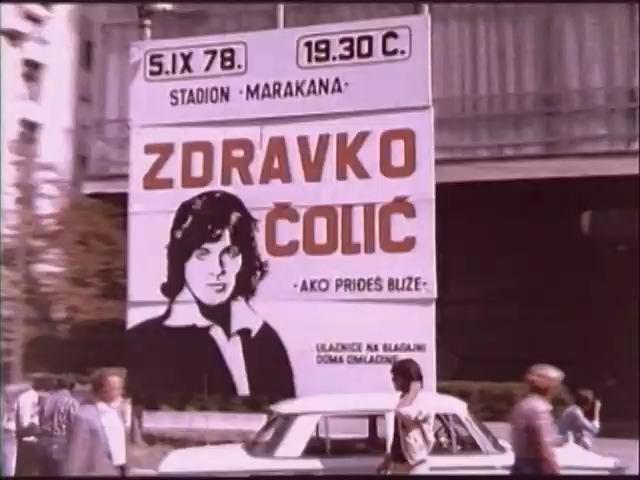 5.IX 78. 19.30 Č.
STADION ·MARAKANA·
ZDRAVKO
ČOLIĆ
-AKO PRIĐEŠ BLIŽE-
ULAZNICE NA BLAGAJNI
DOMA OMLADINE